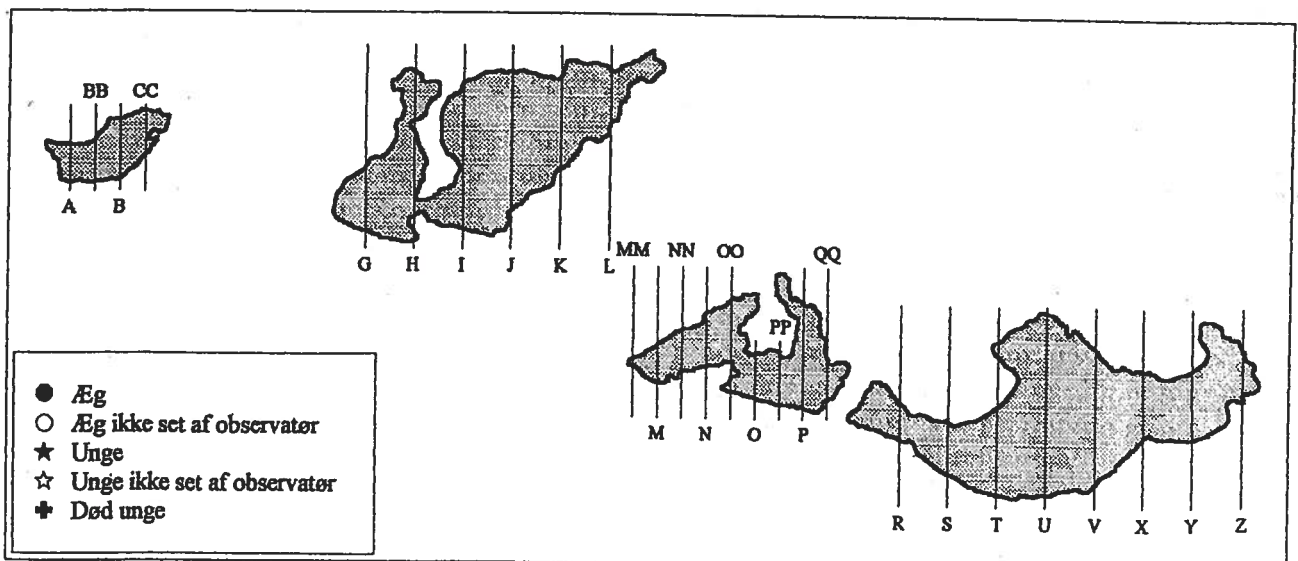 BB CC
A B
G H I J K L
MM NN OO QQ
PP
M N O P
R S T U V X Y Z
Æg
Æg ikke set af observatør
Unge
Unge ikke set af observatør
Død unge